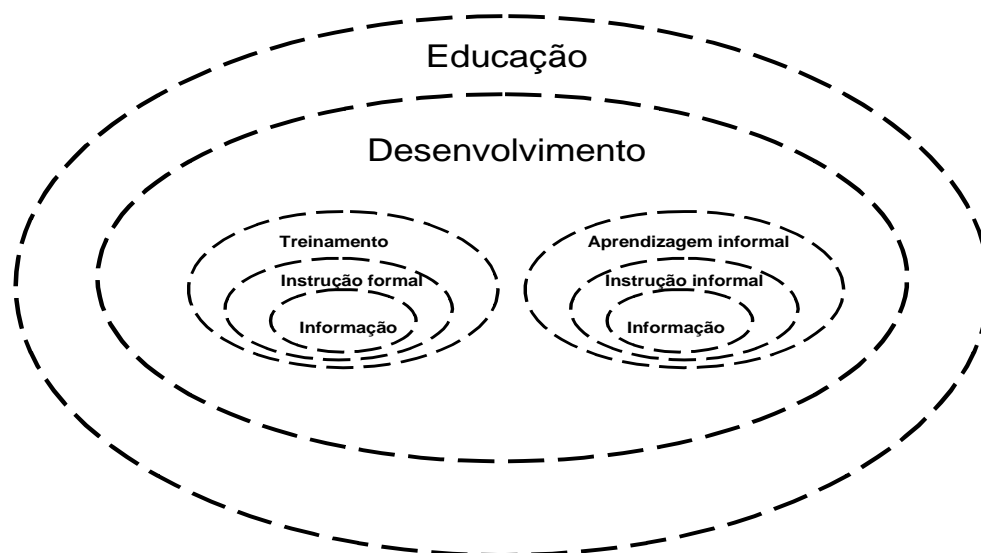 Educação
Desenvolvimento
Treinamento
Aprendizagem informal
Instrução formal
Instrução informal
Informação
Informação